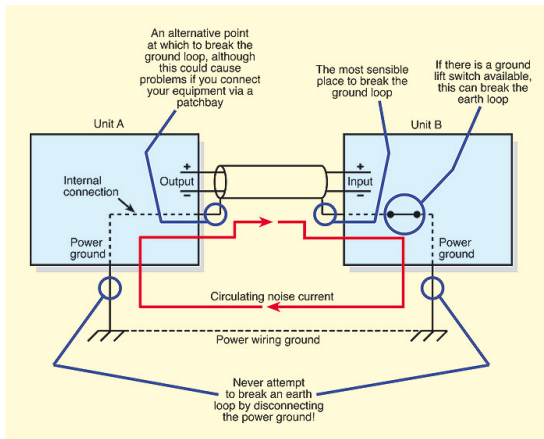 An alternative point
at which to break the
ground loop, although
this could cause
problems if you connect
your equipment via a
patchbay
The most sensible
place to break the
ground loop
If there is a ground
lift switch available,
this can break the
earth loop
Unit A
Unit B
+
Output
–
+
Input
–
Internal
connection
Power
ground
Power
ground
Circulating noise current
Power wiring ground
Never attempt
to break an earth
loop by disconnecting
the power ground!